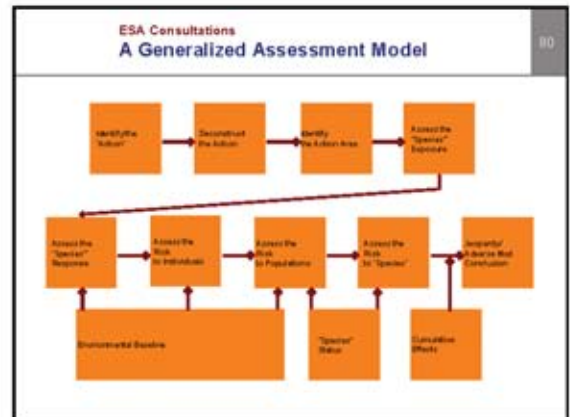 ESA Consultations
A Generalized Assessment Model
80
Identify the
"Action"
Deconstruct
the Action
Identify
the Action Area
Assess the
"Species"
Exposure
Assess the
"Species"
Response
Assess the
Risk
to Individuals
Assess the
Risk
to Populations
Assess the
Risk
to "Species"
Jeopardy/
Adverse Mod
Conclusion
Environmental Baseline
"Species"
Status
Cumulative
Effects